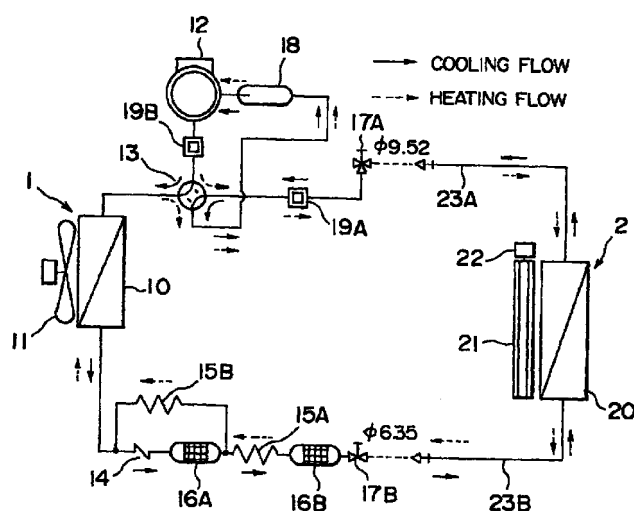 12
18
COOLING FLOW
HEATING FLOW
19B
17A
φ9.52
13
1
23A
19A
22
2
10
11
21
20
15B
15A
φ635
14
16A
16B
17B
23B